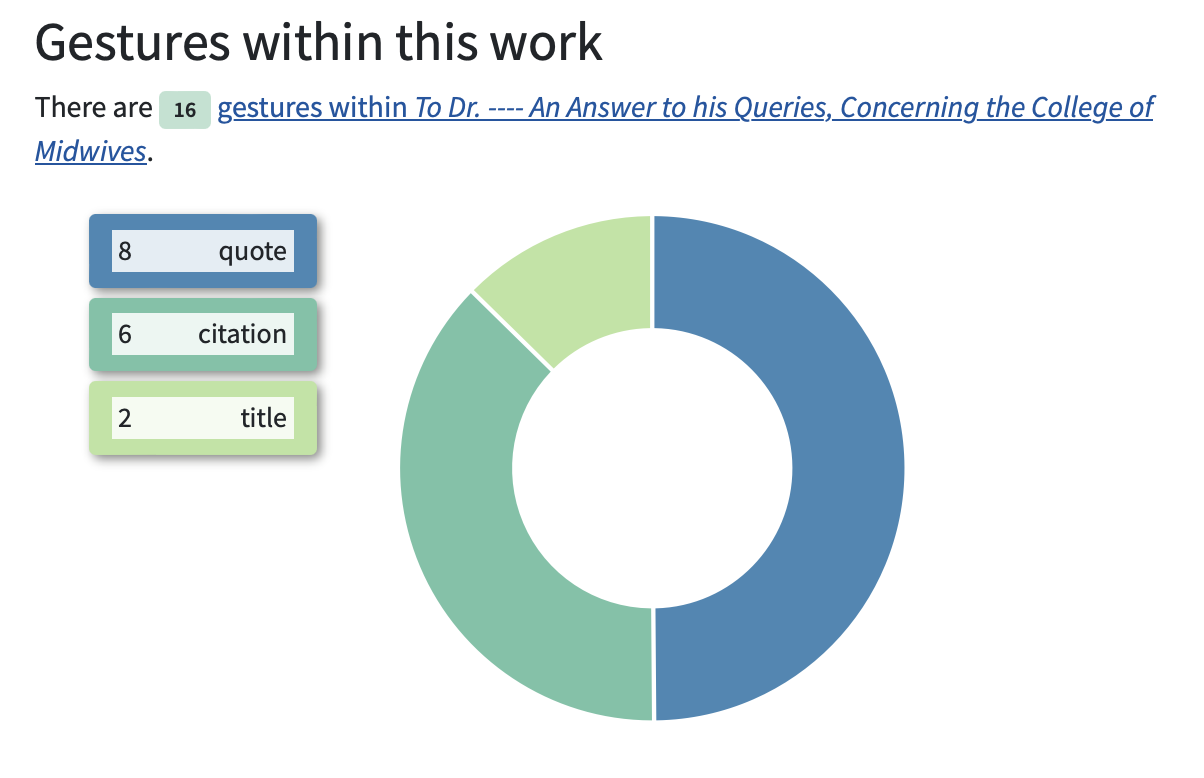 Gestures within this work
There are 16 gestures within To Dr. ---- An Answer to his Queries, Concerning the College of
Midwives.
8 quote
6 citation
2 title